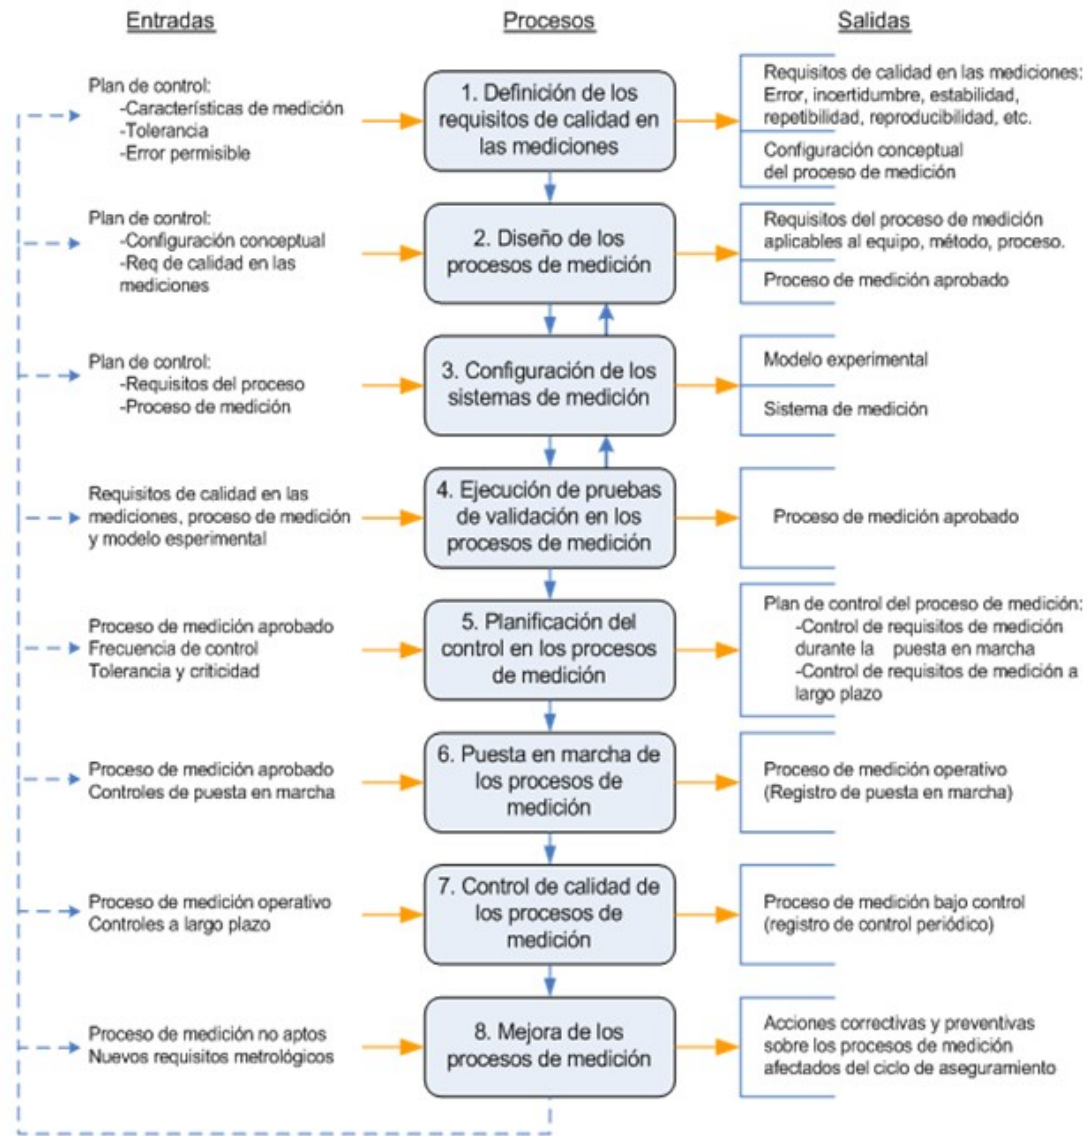 Entradas
Procesos
Salidas
Plan de control:
-Características de medición
-Tolerancia
-Error permisible
1. Definición de los
requisitos de calidad en
las mediciones
Requisitos de calidad en las mediciones:
Error, incertidumbre, estabilidad,
repetibilidad, reproducibilidad, etc.
Configuración conceptual
del proceso de medición
Plan de control:
-Configuración conceptual
-Req de calidad en las
mediciones
2. Diseño de los
procesos de medición
Requisitos del proceso de medición
aplicables al equipo, método, proceso.
Proceso de medición aprobado
Plan de control:
-Requisitos del proceso
-Proceso de medición
3. Configuración de los
sistemas de medición
Modelo experimental
Sistema de medición
Requisitos de calidad en las
mediciones, proceso de medición
y modelo esperimental
4. Ejecución de pruebas
de validación en los
procesos de medición
Proceso de medición aprobado
Proceso de medición aprobado
Frecuencia de control
Tolerancia y criticidad
5. Planificación del
control en los procesos
de medición
Plan de control del proceso de medición:
-Control de requisitos de medición
durante la puesta en marcha
-Control de requisitos de medición a
largo plazo
Proceso de medición aprobado
Controles de puesta en marcha
6. Puesta en marcha de
los procesos de
medición
Proceso de medición operativo
(Registro de puesta en marcha)
Proceso de medición operativo
Controles a largo plazo
7. Control de calidad de
los procesos de
medición
Proceso de medición bajo control
(registro de control periódico)
Proceso de medición no aptos
Nuevos requisitos metrológicos
8. Mejora de los
procesos de medición
Acciones correctivas y preventivas
sobre los procesos de medición
afectados del ciclo de aseguramiento